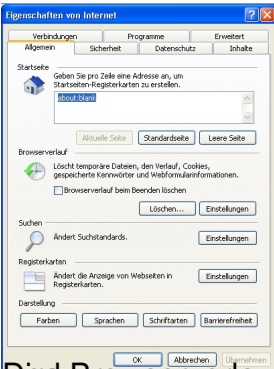 Eigenschaften von Internet
Verbindungen Programme Erweitert
Allgemein Sicherheit Datenschutz Inhalte
Startseite
Geben Sie pro Zeile eine Adresse an, um
Startseiten-Registerkarten zu erstellen.
about:blank
Aktuelle Seite Standardseite Leere Seite
Browserverlauf
Löscht temporäre Dateien, den Verlauf, Cookies,
gespeicherte Kennwörter und Webformularinformationen.
Browserverlauf beim Beenden löschen
Löschen... Einstellungen
Suchen
Ändert Suchstandards. Einstellungen
Registerkarten
Ändert die Anzeige von Webseiten in Einstellungen
Registerkarten.
Darstellung
Farben Sprachen Schriftarten Barrierefreiheit
OK Abbrechen Übernehmen